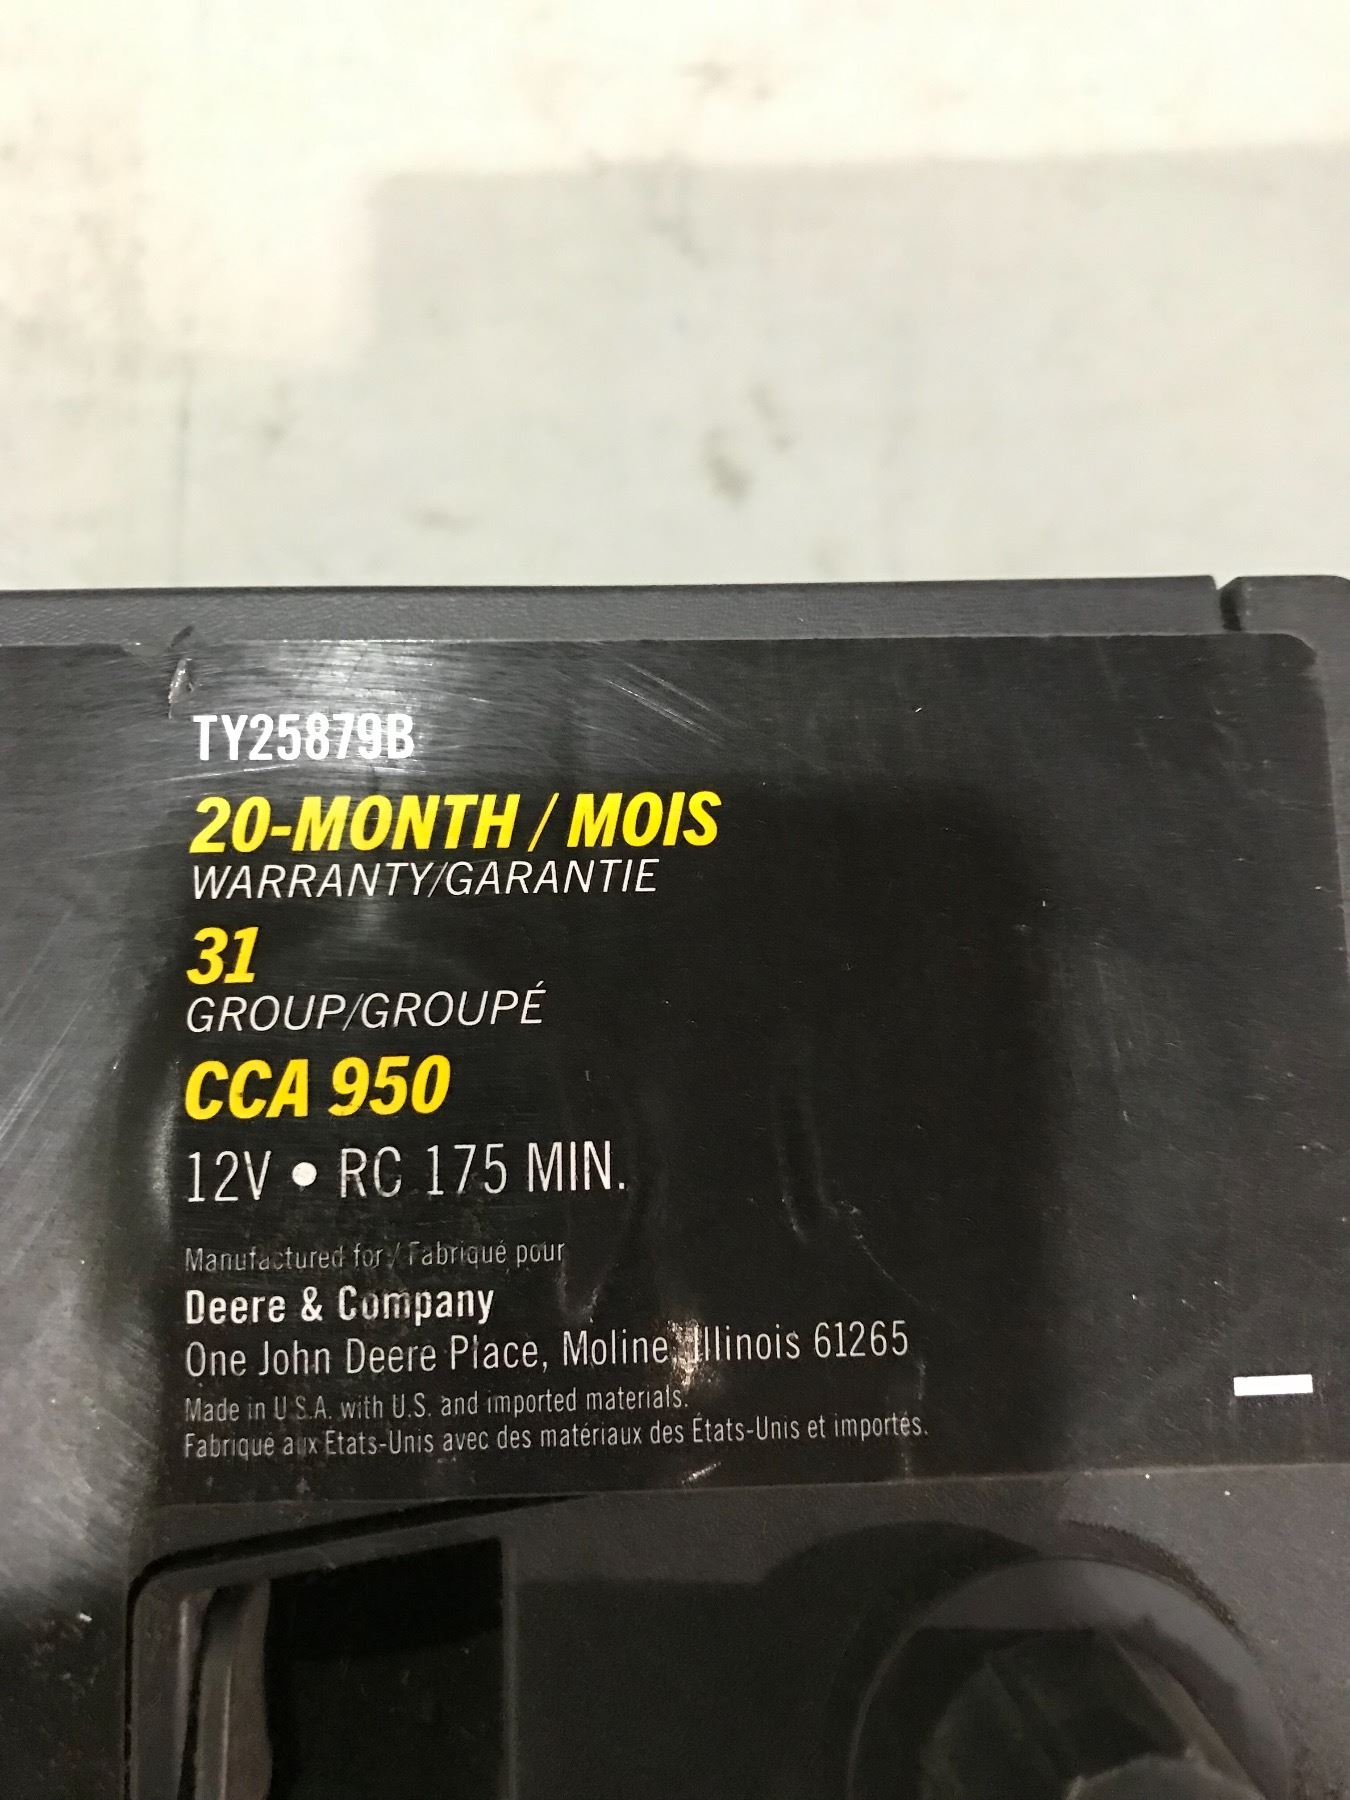 TY25879B
20-MONTH / MOIS
WARRANTY/GARANTIE
31
GROUP/GROUPÉ
CCA 950
12V • RC 175 MIN.
Manufactured for / Fabriqué pour
Deere & Company
One John Deere Place, Moline, Illinois 61265
Made in U.S.A. with U.S. and imported materials.
Fabriqué aux États-Unis avec des matériaux des États-Unis et importés.